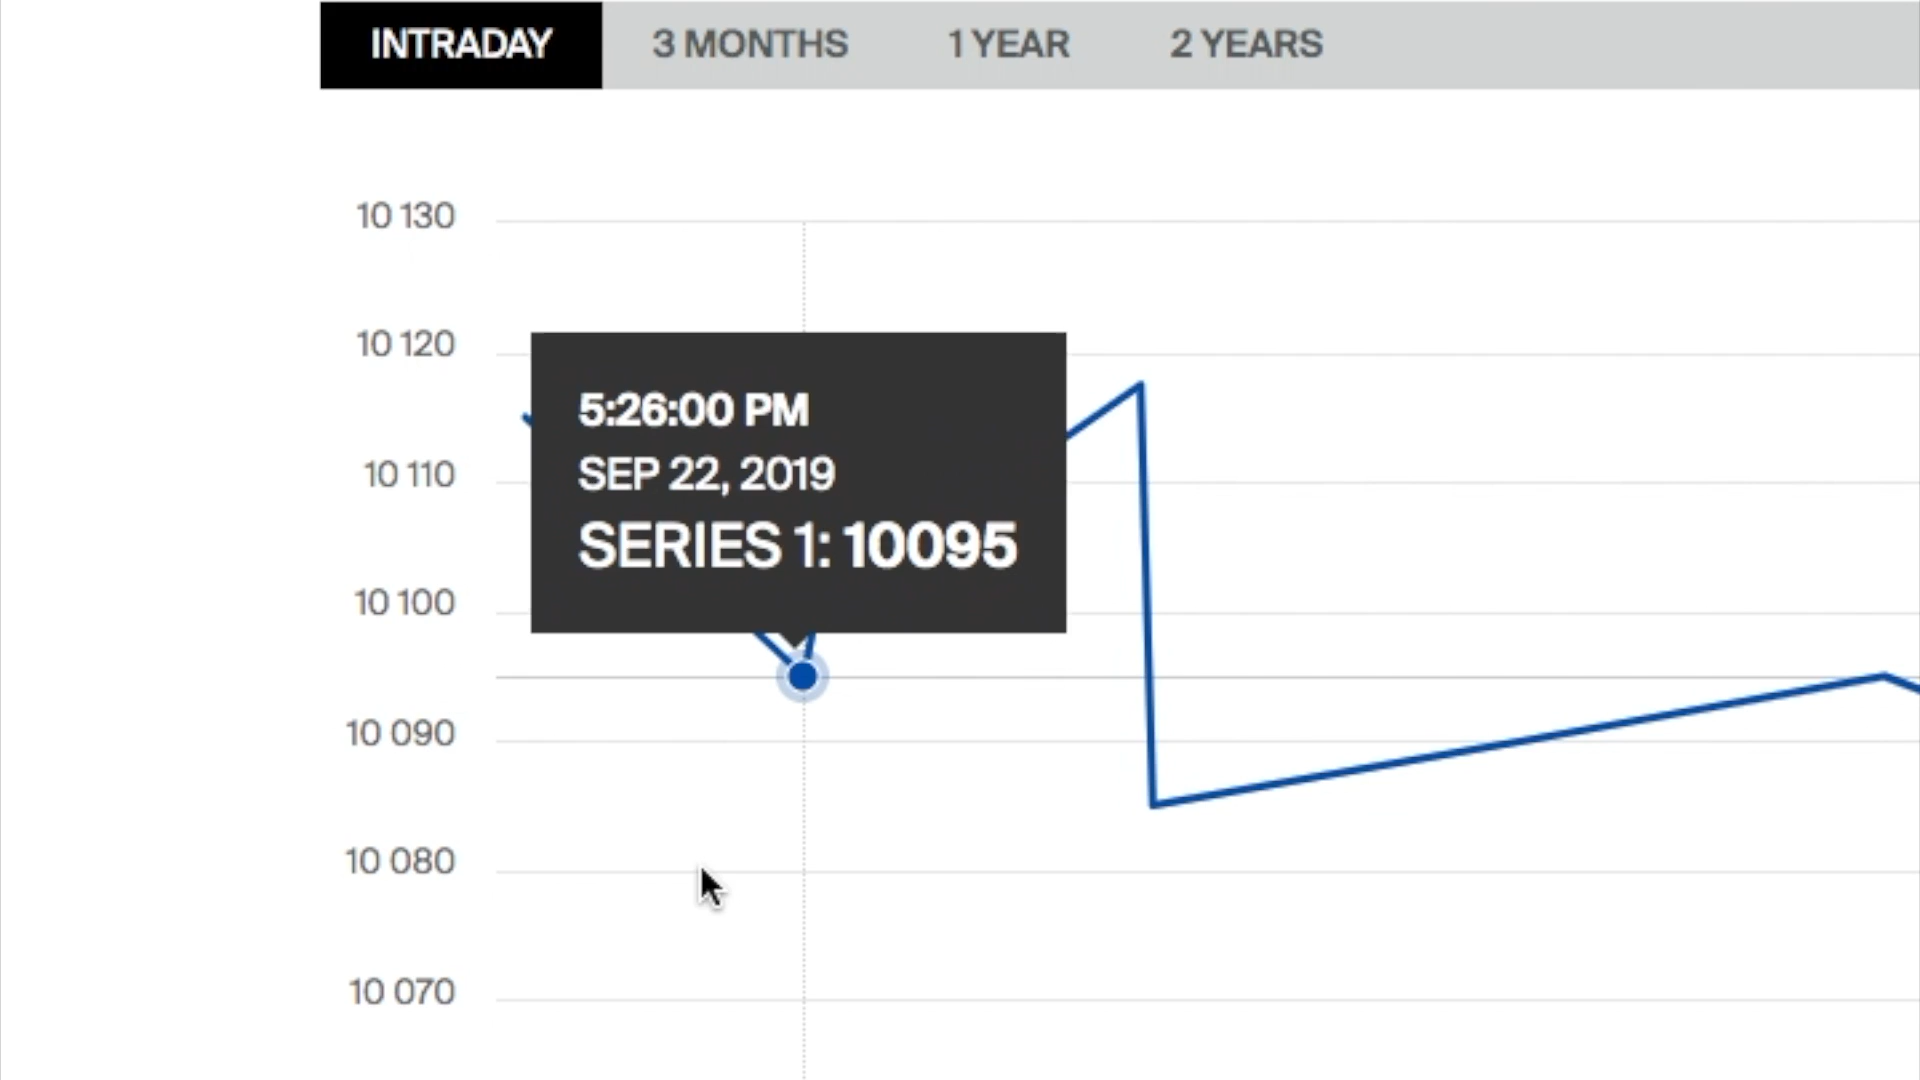 INTRADAY 3 MONTHS 1 YEAR 2 YEARS
10 130
10 120
5:26:00 PM
SEP 22, 2019
10 110
SERIES 1: 10095
10 100
10 090
10 080
10 070